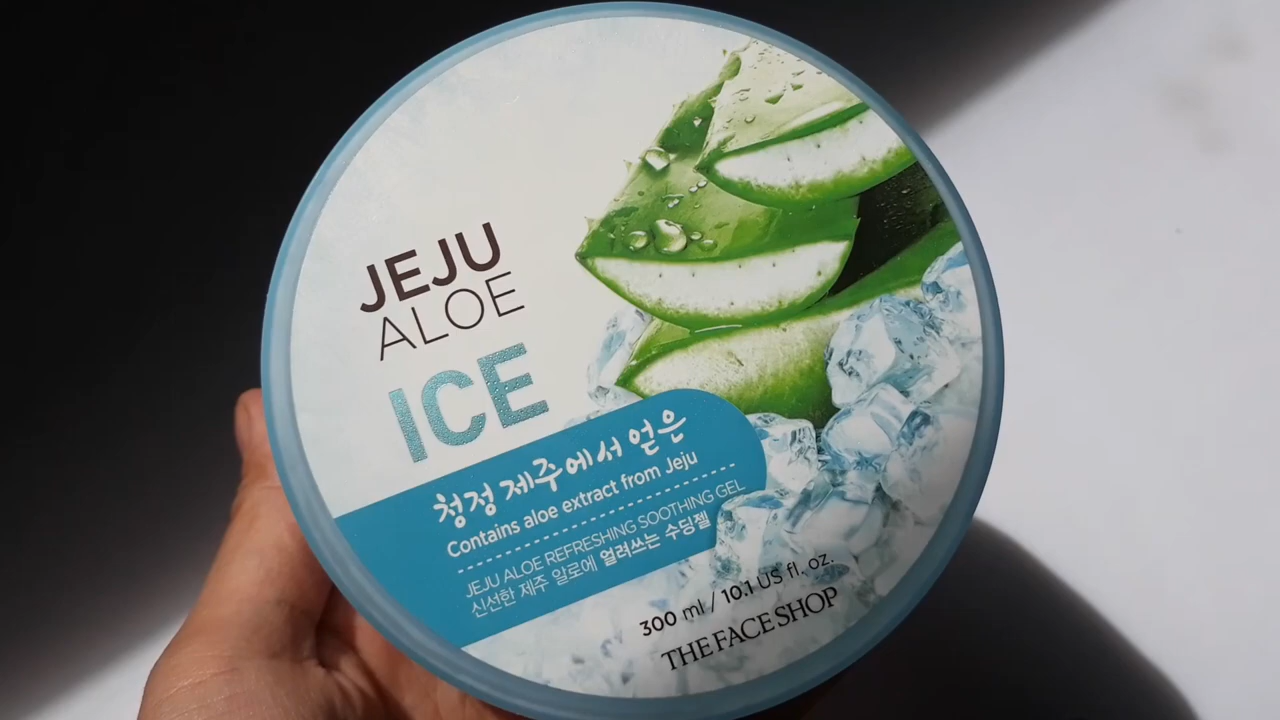 JEJU
ALOE
ICE
청정 제주에서 얻은
Contains aloe extract from Jeju
JEJU ALOE REFRESHING SOOTHING GEL
신선한 제주 알로에 얼려쓰는 수딩젤
300 ml / 10.1 US fl. oz.
THE FACE SHOP